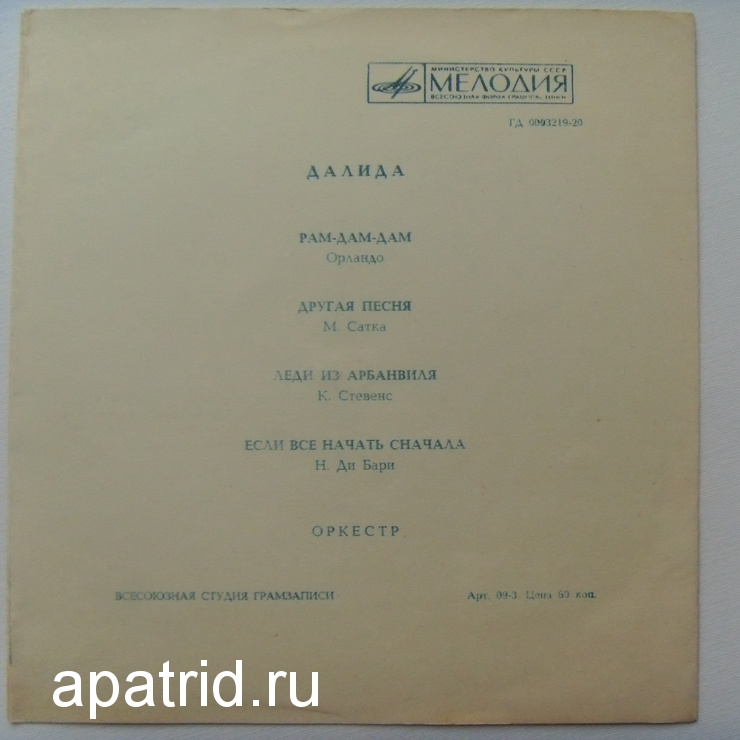 МИНИСТЕРСТВО КУЛЬТУРЫ СССР
МЕЛОДИЯ
ВСЕСОЮЗНАЯ ФИРМА ГРАМПЛАСТИНОК
ГД 0003219-20
ДАЛИДА
РАМ-ДАМ-ДАМ
Орландо
ДРУГАЯ ПЕСНЯ
М. Сатка
ЛЕДИ ИЗ АРБАНВИЛЯ
К. Стевенс
ЕСЛИ ВСЕ НАЧАТЬ СНАЧАЛА
Н. Ди Бари
ОРКЕСТР
ВСЕСОЮЗНАЯ СТУДИЯ ГРАМЗАПИСИ
Арт. 09-3. Цена 60 коп.
apatrid.ru